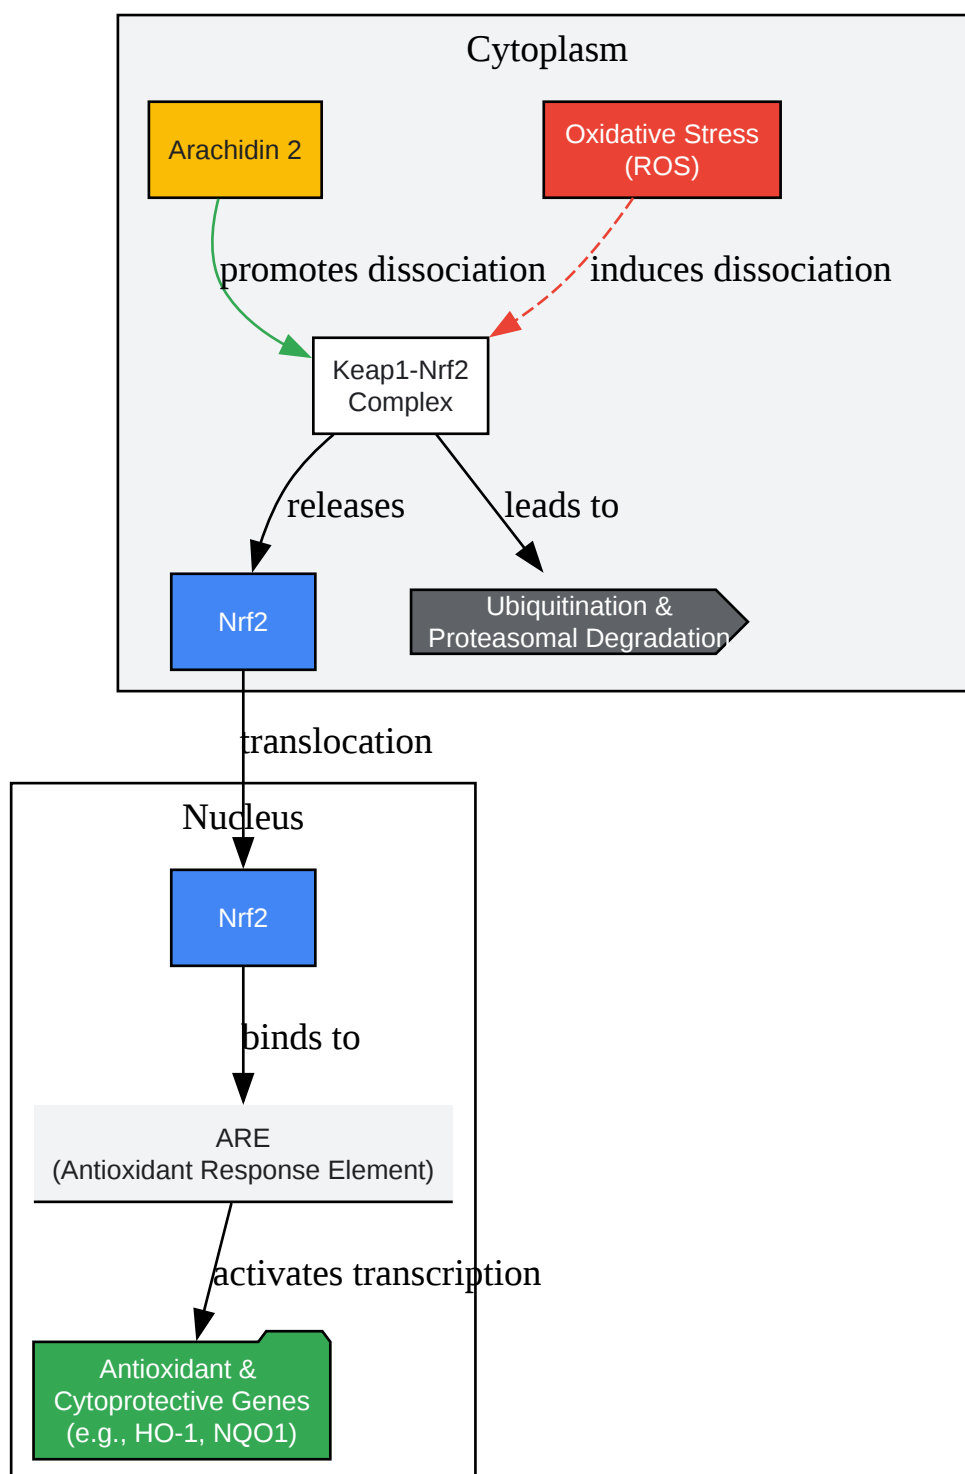 Cytoplasm
Arachidin 2
Oxidative Stress
(ROS)
promotes dissociation
induces dissociation
Keap1-Nrf2
Complex
releases
leads to
Nrf2
Ubiquitination &
Proteasomal Degradation
translocation
Nucleus
Nrf2
binds to
ARE
(Antioxidant Response Element)
activates transcription
Antioxidant &
Cytoprotective Genes
(e.g., HO-1, NQO1)